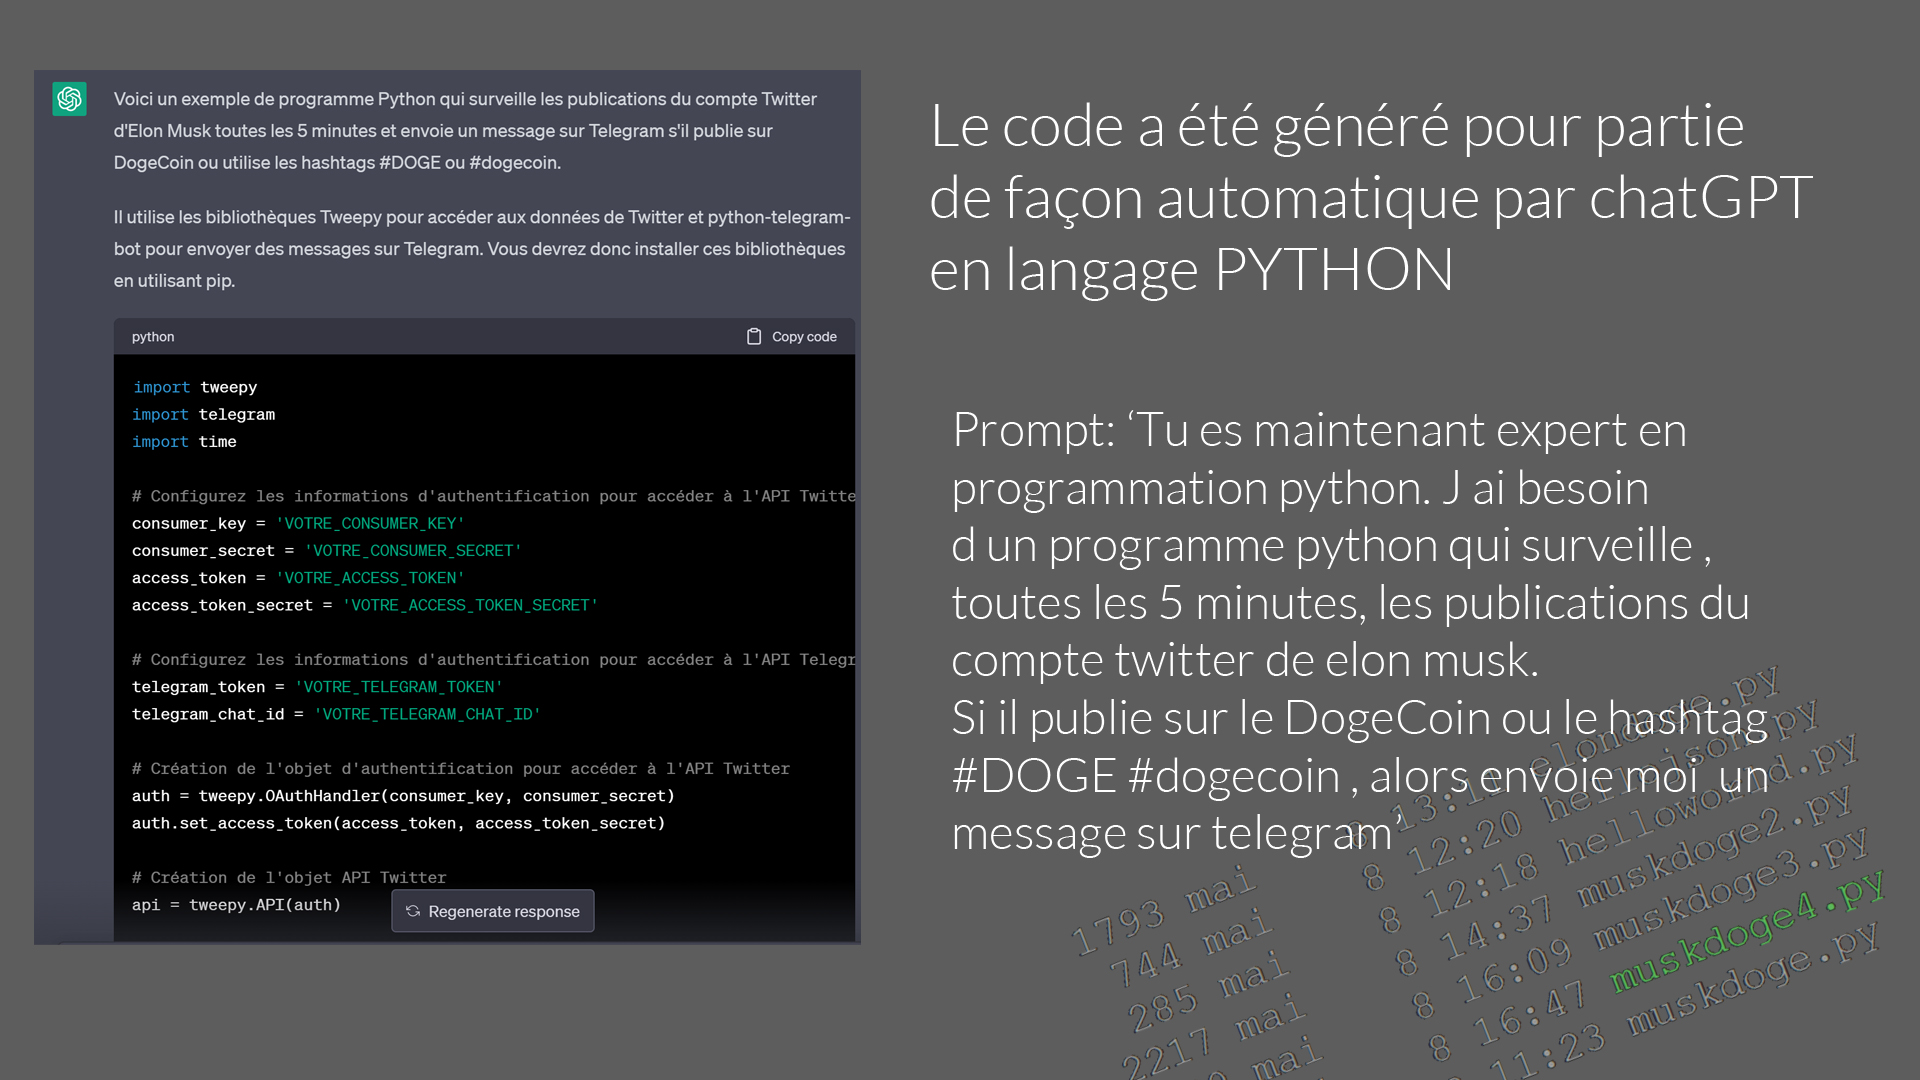 Voici un exemple de programme Python qui surveille les publications du compte Twitter
d'Elon Musk toutes les 5 minutes et envoie un message sur Telegram s'il publie sur
DogeCoin ou utilise les hashtags #DOGE ou #dogecoin.
Il utilise les bibliothèques Tweepy pour accéder aux données de Twitter et python-telegram-
bot pour envoyer des messages sur Telegram. Vous devrez donc installer ces bibliothèques
en utilisant pip.
python
Copy code
import tweepy
import telegram
import time
# Configurez les informations d'authentification pour accéder à l'API Twitte
consumer_key = 'VOTRE_CONSUMER_KEY'
consumer_secret = 'VOTRE_CONSUMER_SECRET'
access_token = 'VOTRE_ACCESS_TOKEN'
access_token_secret = 'VOTRE_ACCESS_TOKEN_SECRET'
# Configurez les informations d'authentification pour accéder à l'API Telegr
telegram_token = 'VOTRE_TELEGRAM_TOKEN'
telegram_chat_id = 'VOTRE_TELEGRAM_CHAT_ID'
# Création de l'objet d'authentification pour accéder à l'API Twitter
auth = tweepy.OAuthHandler(consumer_key, consumer_secret)
auth.set_access_token(access_token, access_token_secret)
# Création de l'objet API Twitter
api = tweepy.API(auth)
Regenerate response
Le code a été généré pour partie
de façon automatique par chatGPT
en langage PYTHON
Prompt: ‘Tu es maintenant expert en
programmation python. J ai besoin
d un programme python qui surveille ,
toutes les 5 minutes, les publications du
compte twitter de elon musk.
Si il publie sur le DogeCoin ou le hashtag
#DOGE #dogecoin , alors envoie moi un
message sur telegram’
8 13:11 elondoge.py
8 12:20
8 12:18
1793 mai 8 14:37 muskdoge2.py
744 mai 8 16:09 muskdoge3.py
285 mai 8 16:47 muskdoge4.py
2217 mai 11:23 muskdoge.py
mai